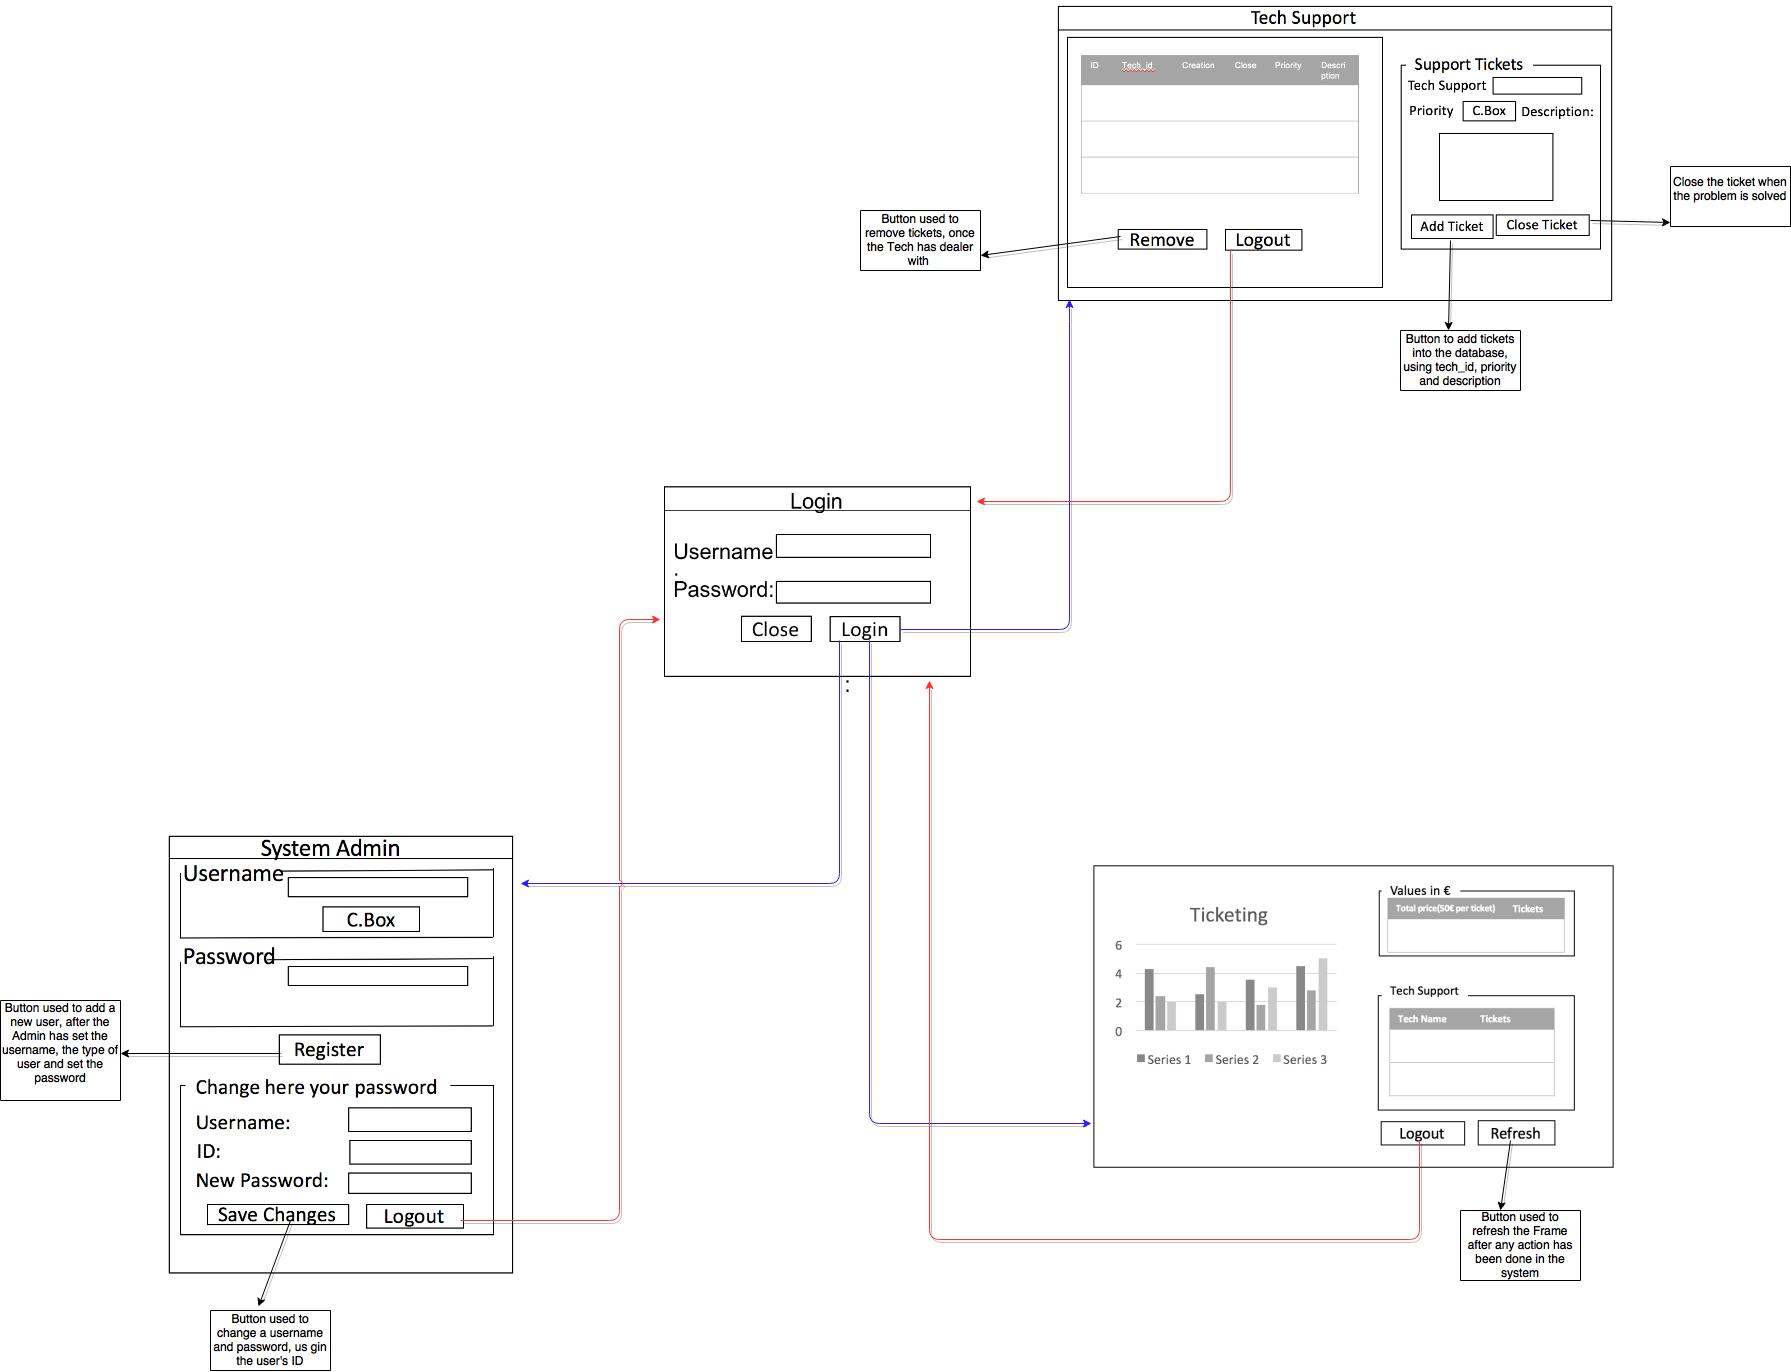 Tech Support
ID Tech_id Creation Close Priority Descri
ption
Support Tickets
Tech Support
Priority C.Box Description:
Add Ticket Close Ticket
Remove Logout
Close the ticket when
the problem is solved
Button used to
remove tickets, once
the Tech has dealer
with
Button to add tickets
into the database,
using tech_id, priority
and description
Login
Username
:
Password:
Close Login
:
System Admin
Username
C.Box
Password
Register
Change here your password
Username:
ID:
New Password:
Save Changes Logout
Button used to add a
new user, after the
Admin has set the
username, the type of
user and set the
password
Button used to
change a username
and password, us gin
the user's ID
Ticketing
6
4
2
0
Series 1 Series 2 Series 3
Values in €
Total price(50€ per ticket) Tickets
Tech Support
Tech Name Tickets
Logout Refresh
Button used to
refresh the Frame
after any action has
been done in the
system